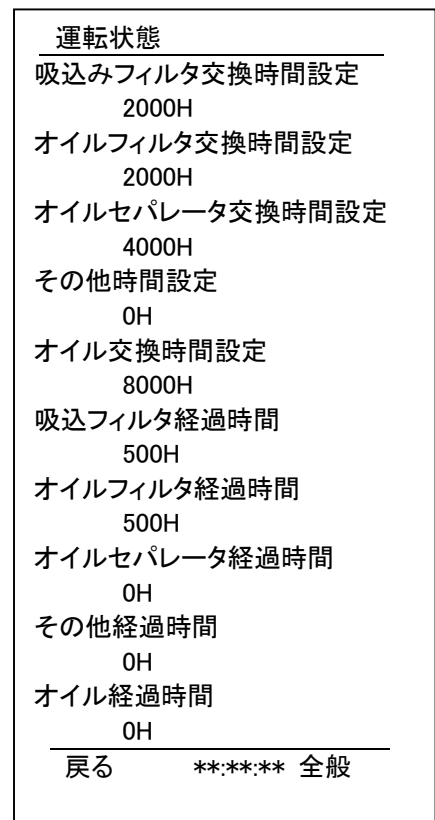 運転状態
吸込みフィルタ交換時間設定
2000H
オイルフィルタ交換時間設定
2000H
オイルセパレータ交換時間設定
4000H
その他時間設定
0H
オイル交換時間設定
8000H
吸込フィルタ経過時間
500H
オイルフィルタ経過時間
500H
オイルセパレータ経過時間
0H
その他経過時間
0H
オイル経過時間
0H
戻る **:**:** 全般